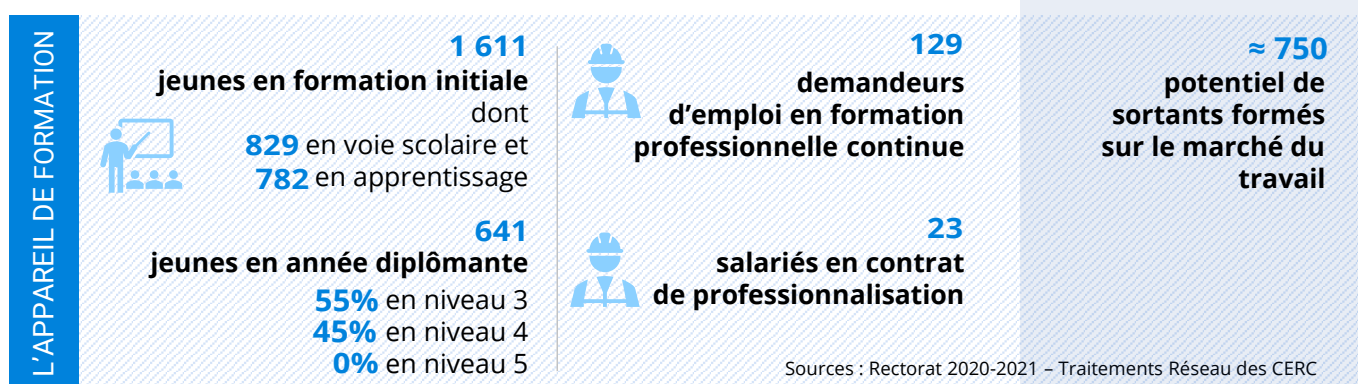 L'APPAREIL DE FORMATION
1 611
jeunes en formation initiale
dont
829 en voie scolaire et
782 en apprentissage
641
jeunes en année diplômante
55% en niveau 3
45% en niveau 4
0% en niveau 5
129
demandeurs
d'emploi en formation
professionnelle continue
23
salariés en contrat
de professionnalisation
≈ 750
potentiel de
sortants formés
sur le marché du
travail
Sources : Rectorat 2020-2021 – Traitements Réseau des CERC